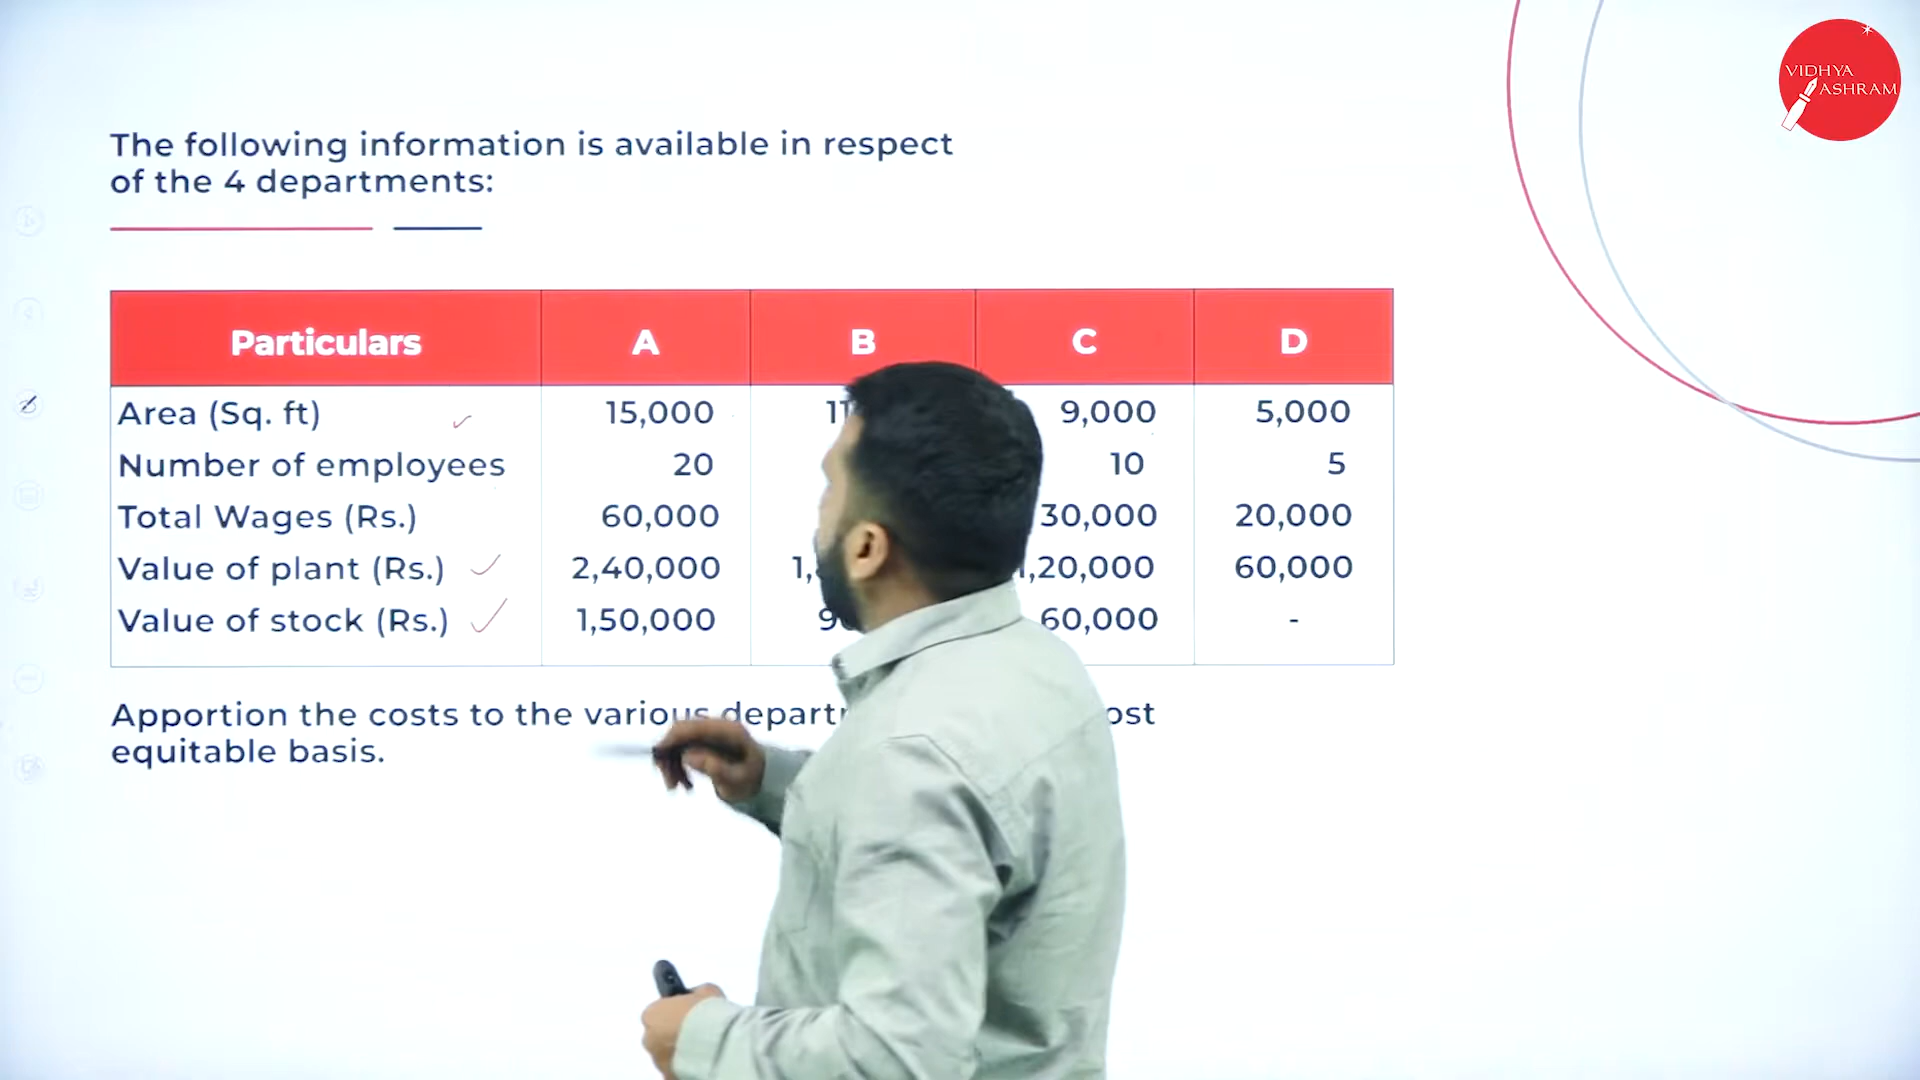 VIDHYA
ASHRAM
The following information is available in respect
of the 4 departments:
Particulars A B C D
Area (Sq. ft) 15,000 9,000 5,000
Number of employees 20 10 5
Total Wages (Rs.) 60,000 30,000 20,000
Value of plant (Rs.) 2,40,000 1,20,000 60,000
Value of stock (Rs.) 1,50,000 60,000 -
Apportion the costs to the various
equitable basis.